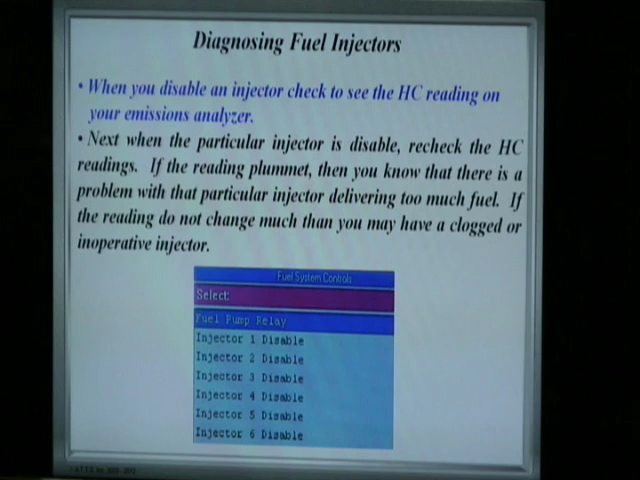 Diagnosing Fuel Injectors
• When you disable an injector check to see the HC reading on
your emissions analyzer.
• Next when the particular injector is disable, recheck the HC
readings. If the reading plummet, then you know that there is a
problem with that particular injector delivering too much fuel. If
the reading do not change much than you may have a clogged or
inoperative injector.
Fuel System Controls
Select:
Fuel Pump Relay
Injector 1 Disable
Injector 2 Disable
Injector 3 Disable
Injector 4 Disable
Injector 5 Disable
Injector 6 Disable